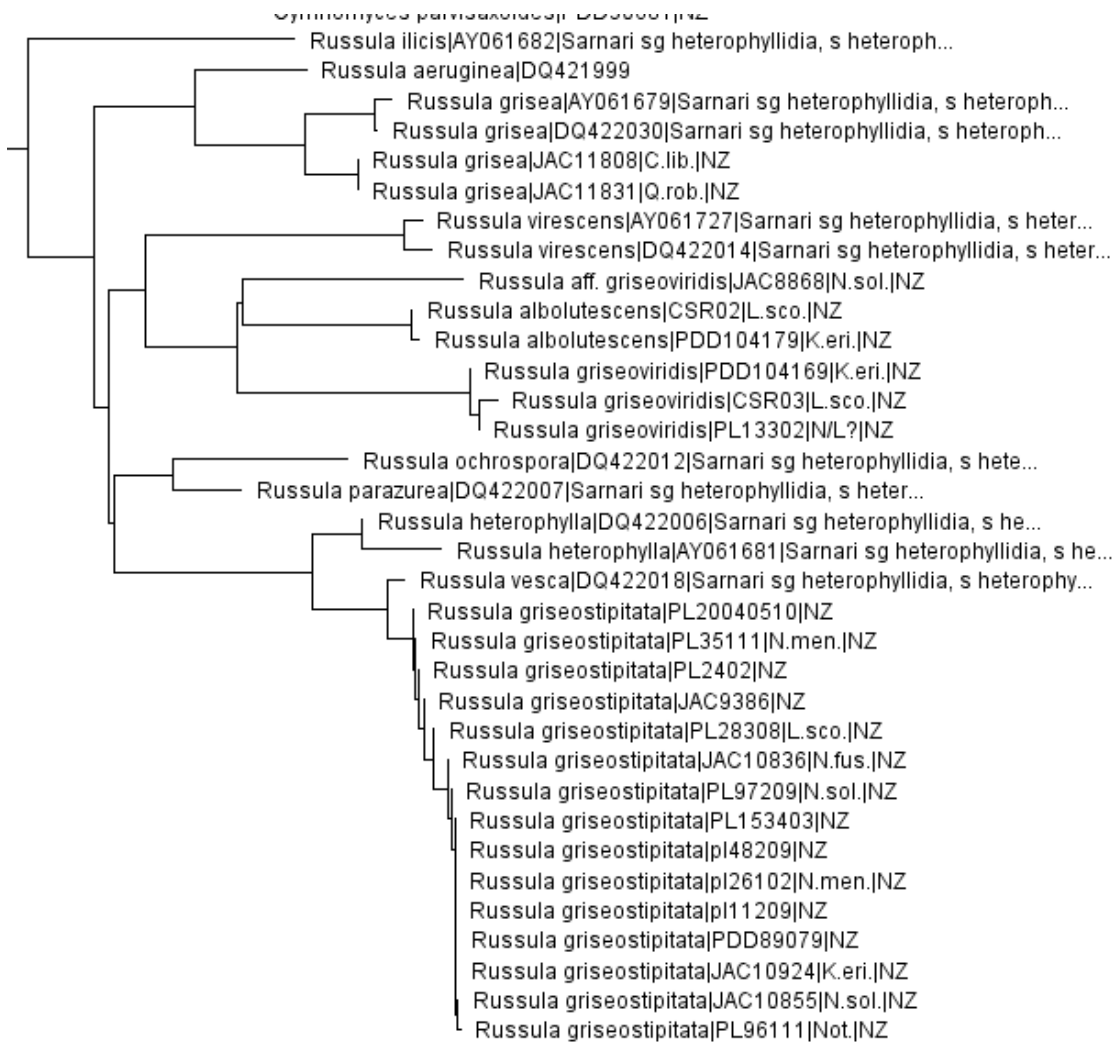 Russula ilicis|AY061682|Sarnari sg heterophyllidia, s heteroph...
Russula aeruginea|DQ421999
Russula grisea|AY061679|Sarnari sg heterophyllidia, s heteroph...
Russula grisea|DQ422030|Sarnari sg heterophyllidia, s heteroph...
Russula grisea|JAC11808|C.lib.|NZ
Russula grisea|JAC11831|Q.rob.|NZ
Russula virescens|AY061727|Sarnari sg heterophyllidia, s heter...
Russula virescens|DQ422014|Sarnari sg heterophyllidia, s heter...
Russula aff. griseoviridis|JAC8868|N.sol.|NZ
Russula albolutescens|CSR02|L.sco.|NZ
Russula albolutescens|PDD104179|K.eri.|NZ
Russula griseoviridis|PDD104169|K.eri.|NZ
Russula griseoviridis|CSR03|L.sco.|NZ
Russula griseoviridis|PL13302|N/L?|NZ
Russula ochrospora|DQ422012|Sarnari sg heterophyllidia, s hete...
Russula parazurea|DQ422007|Sarnari sg heterophyllidia, s heter...
Russula heterophylla|DQ422006|Sarnari sg heterophyllidia, s he...
Russula heterophylla|AY061681|Sarnari sg heterophyllidia, s he...
Russula vesca|DQ422018|Sarnari sg heterophyllidia, s heterophy...
Russula griseostipitata|PL20040510|NZ
Russula griseostipitata|PL35111|N.men.|NZ
Russula griseostipitata|PL2402|NZ
Russula griseostipitata|JAC9386|NZ
Russula griseostipitata|PL28308|L.sco.|NZ
Russula griseostipitata|JAC10836|N.fus.|NZ
Russula griseostipitata|PL97209|N.sol.|NZ
Russula griseostipitata|PL153403|NZ
Russula griseostipitata|pl48209|NZ
Russula griseostipitata|pl26102|N.men.|NZ
Russula griseostipitata|pl11209|NZ
Russula griseostipitata|PDD89079|NZ
Russula griseostipitata|JAC10924|K.eri.|NZ
Russula griseostipitata|JAC10855|N.sol.|NZ
Russula griseostipitata|PL96111|Not.|NZ